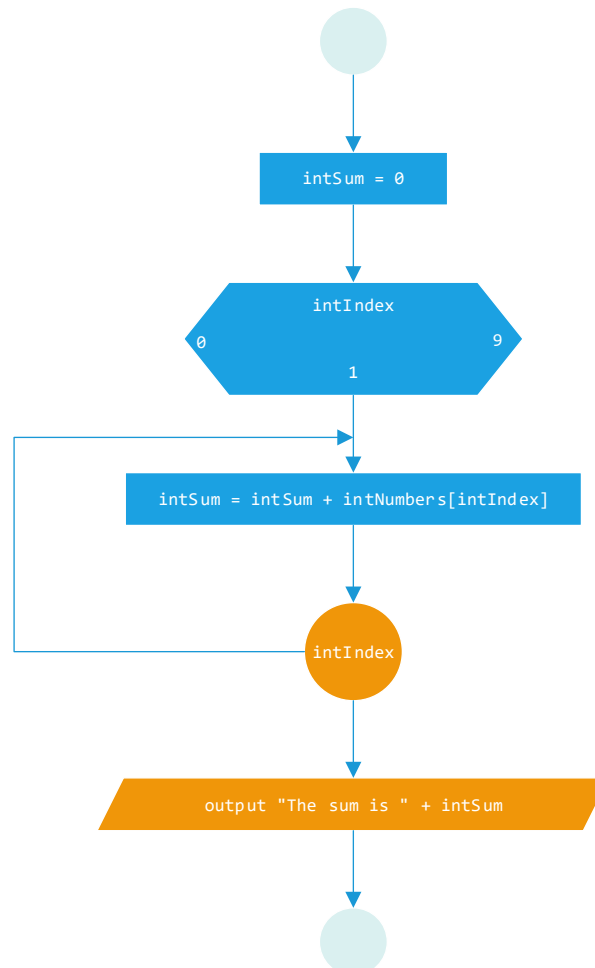 intSum = 0
intIndex
0
9
1
intSum = intSum + intNumbers[intIndex]
intIndex
output "The sum is " + intSum